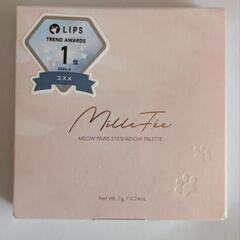 LIPS
TREND AWARDS
1位
コスメ
MilleFée
MEOW PAWS EYESHADOW PALETTE
Net Wt. 7g / 0.24oz.